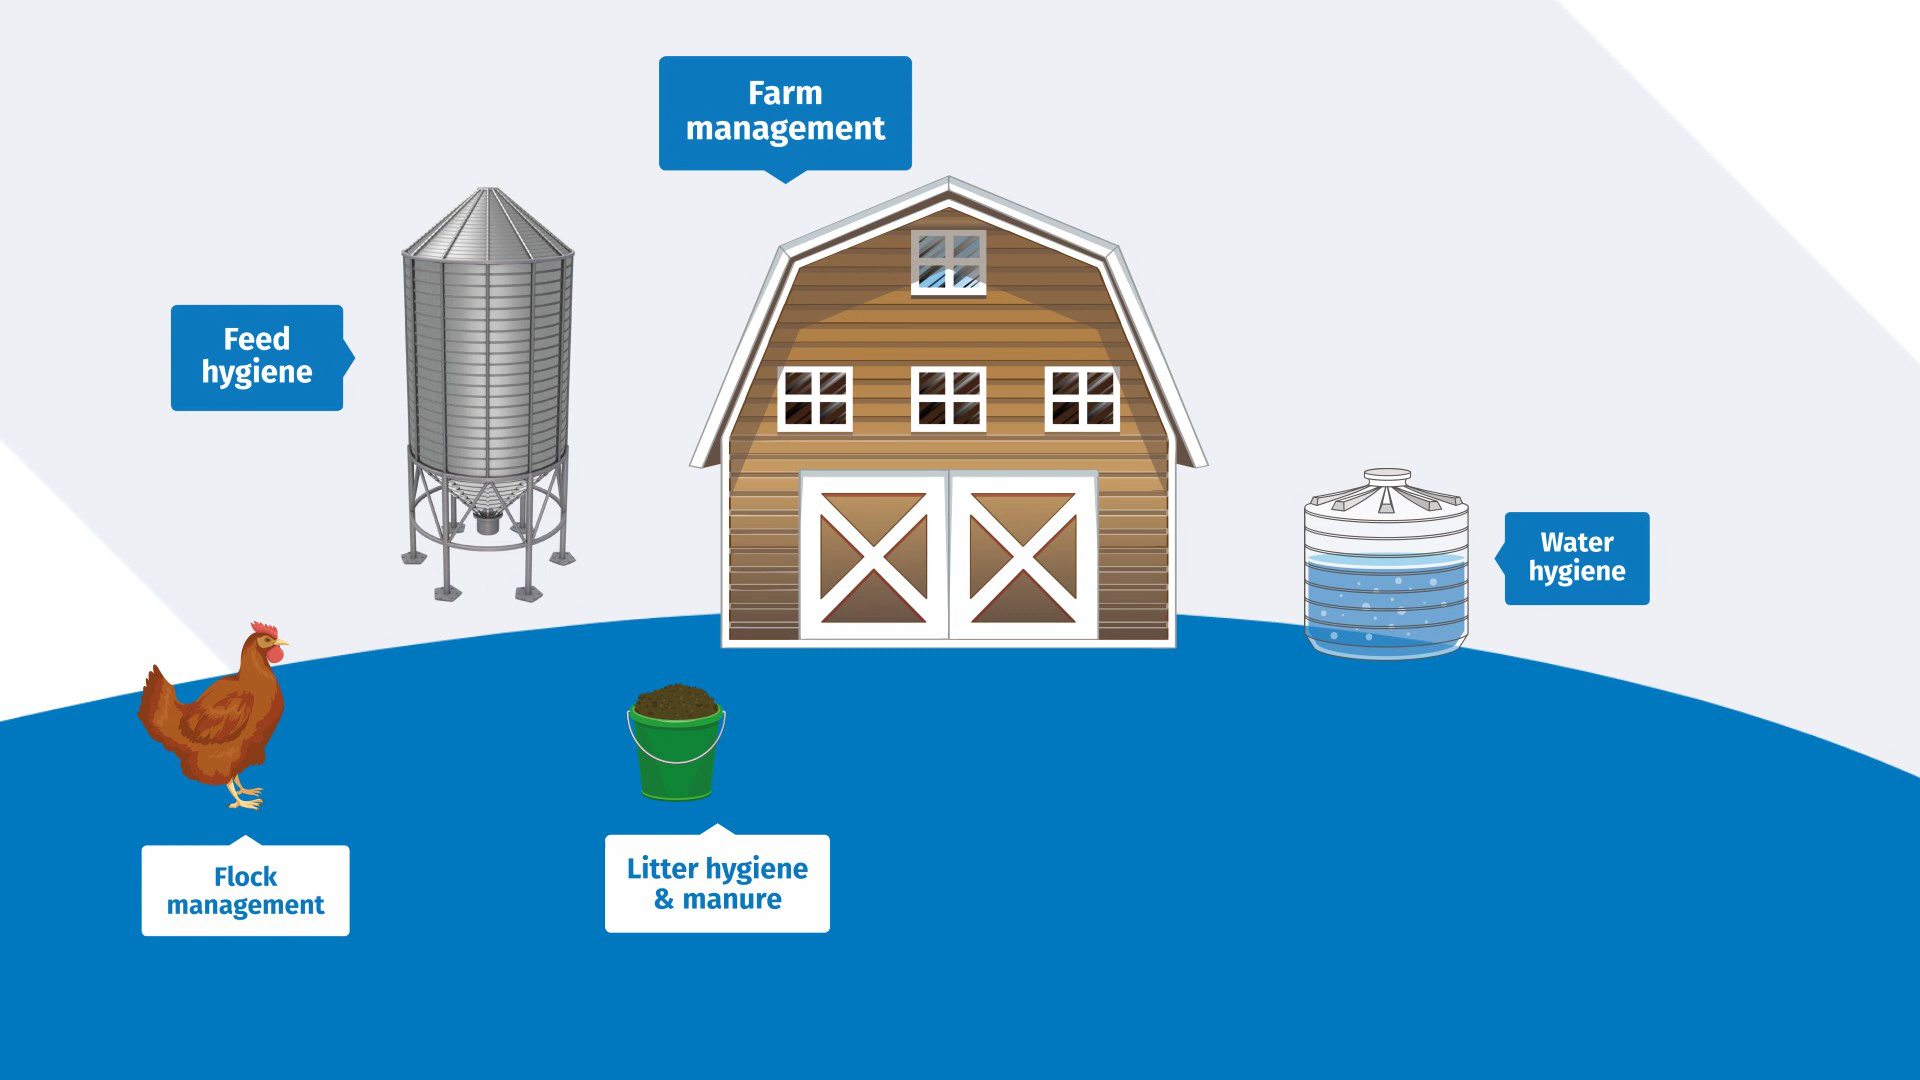 Farm
management
Feed
hygiene
Water
hygiene
Flock
management
Litter hygiene
& manure